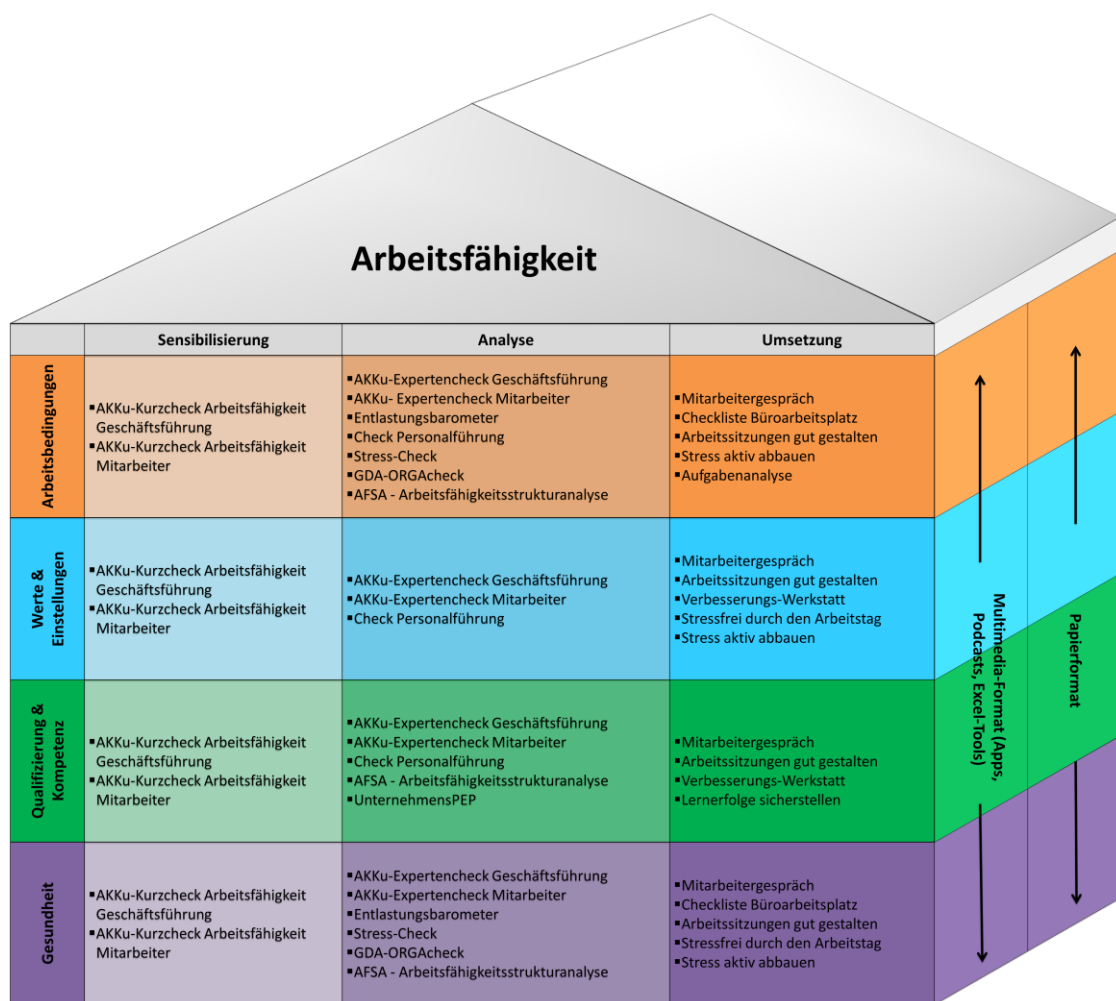 Arbeitsfähigkeit
Sensibilisierung
Analyse
Umsetzung
Arbeitsbedingungen
▪AKKu-Kurzcheck Arbeitsfähigkeit
Geschäftsführung
▪AKKu-Kurzcheck Arbeitsfähigkeit
Mitarbeiter
▪AKKu-Expertencheck Geschäftsführung
▪AKKu- Expertencheck Mitarbeiter
▪Entlastungsbarometer
▪Check Personalführung
▪Stress-Check
▪GDA-ORGAcheck
▪AFSA - Arbeitsfähigkeitsstrukturanalyse
▪Mitarbeitergespräch
▪Checkliste Büroarbeitsplatz
▪Arbeitssitzungen gut gestalten
▪Stress aktiv abbauen
▪Aufgabenanalyse
Werte &
Einstellungen
▪AKKu-Kurzcheck Arbeitsfähigkeit
Geschäftsführung
▪AKKu-Kurzcheck Arbeitsfähigkeit
Mitarbeiter
▪AKKu-Expertencheck Geschäftsführung
▪AKKu-Expertencheck Mitarbeiter
▪Check Personalführung
▪Mitarbeitergespräch
▪Arbeitssitzungen gut gestalten
▪Verbesserungs-Werkstatt
▪Stressfrei durch den Arbeitstag
▪Stress aktiv abbauen
Qualifizierung &
Kompetenz
▪AKKu-Kurzcheck Arbeitsfähigkeit
Geschäftsführung
▪AKKu-Kurzcheck Arbeitsfähigkeit
Mitarbeiter
▪AKKu-Expertencheck Geschäftsführung
▪AKKu-Expertencheck Mitarbeiter
▪Check Personalführung
▪AFSA - Arbeitsfähigkeitsstrukturanalyse
▪UnternehmensPEP
▪Mitarbeitergespräch
▪Arbeitssitzungen gut gestalten
▪Verbesserungs-Werkstatt
▪Lernerfolge sicherstellen
Gesundheit
▪AKKu-Kurzcheck Arbeitsfähigkeit
Geschäftsführung
▪AKKu-Kurzcheck Arbeitsfähigkeit
Mitarbeiter
▪AKKu-Expertencheck Geschäftsführung
▪AKKu-Expertencheck Mitarbeiter
▪Entlastungsbarometer
▪Stress-Check
▪GDA-ORGAcheck
▪AFSA - Arbeitsfähigkeitsstrukturanalyse
▪Mitarbeitergespräch
▪Checkliste Büroarbeitsplatz
▪Arbeitssitzungen gut gestalten
▪Stressfrei durch den Arbeitstag
▪Stress aktiv abbauen
Multimedia-Format (Apps,
Podcasts, Excel-Tools)
Papierformat